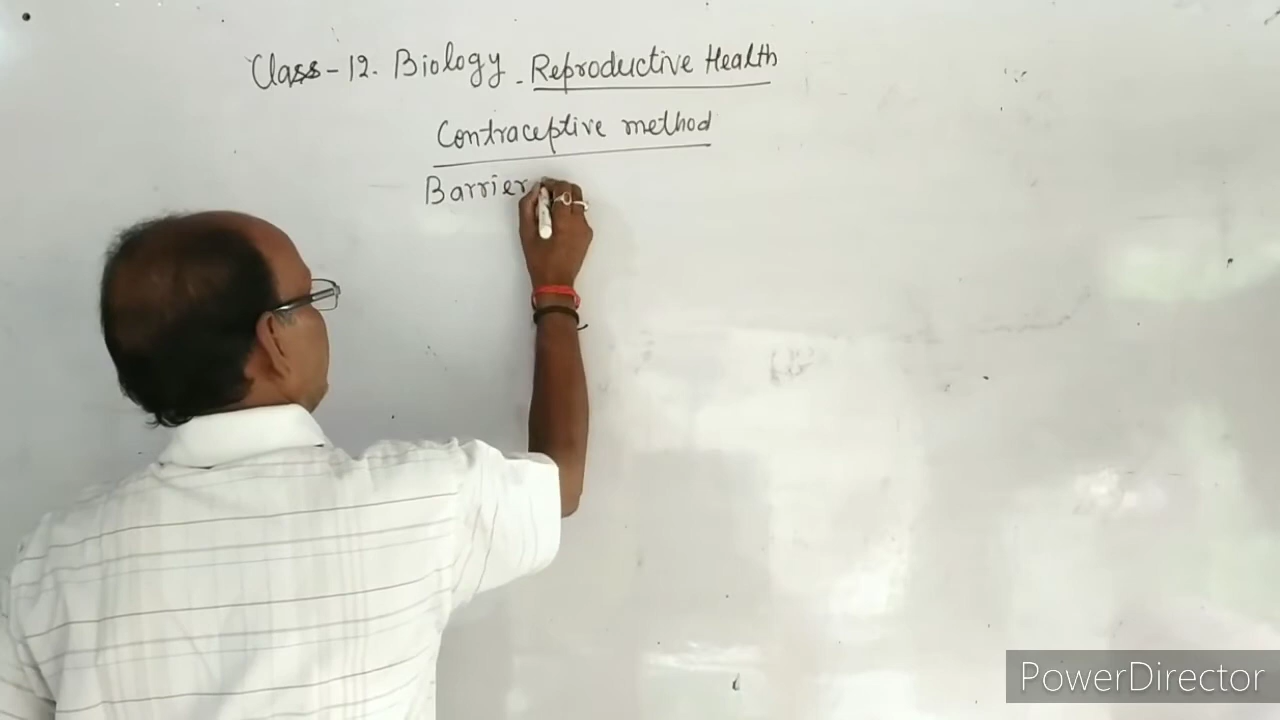 Class-12. Biology - Reproductive Health
Contraceptive method
Barrier
PowerDirector